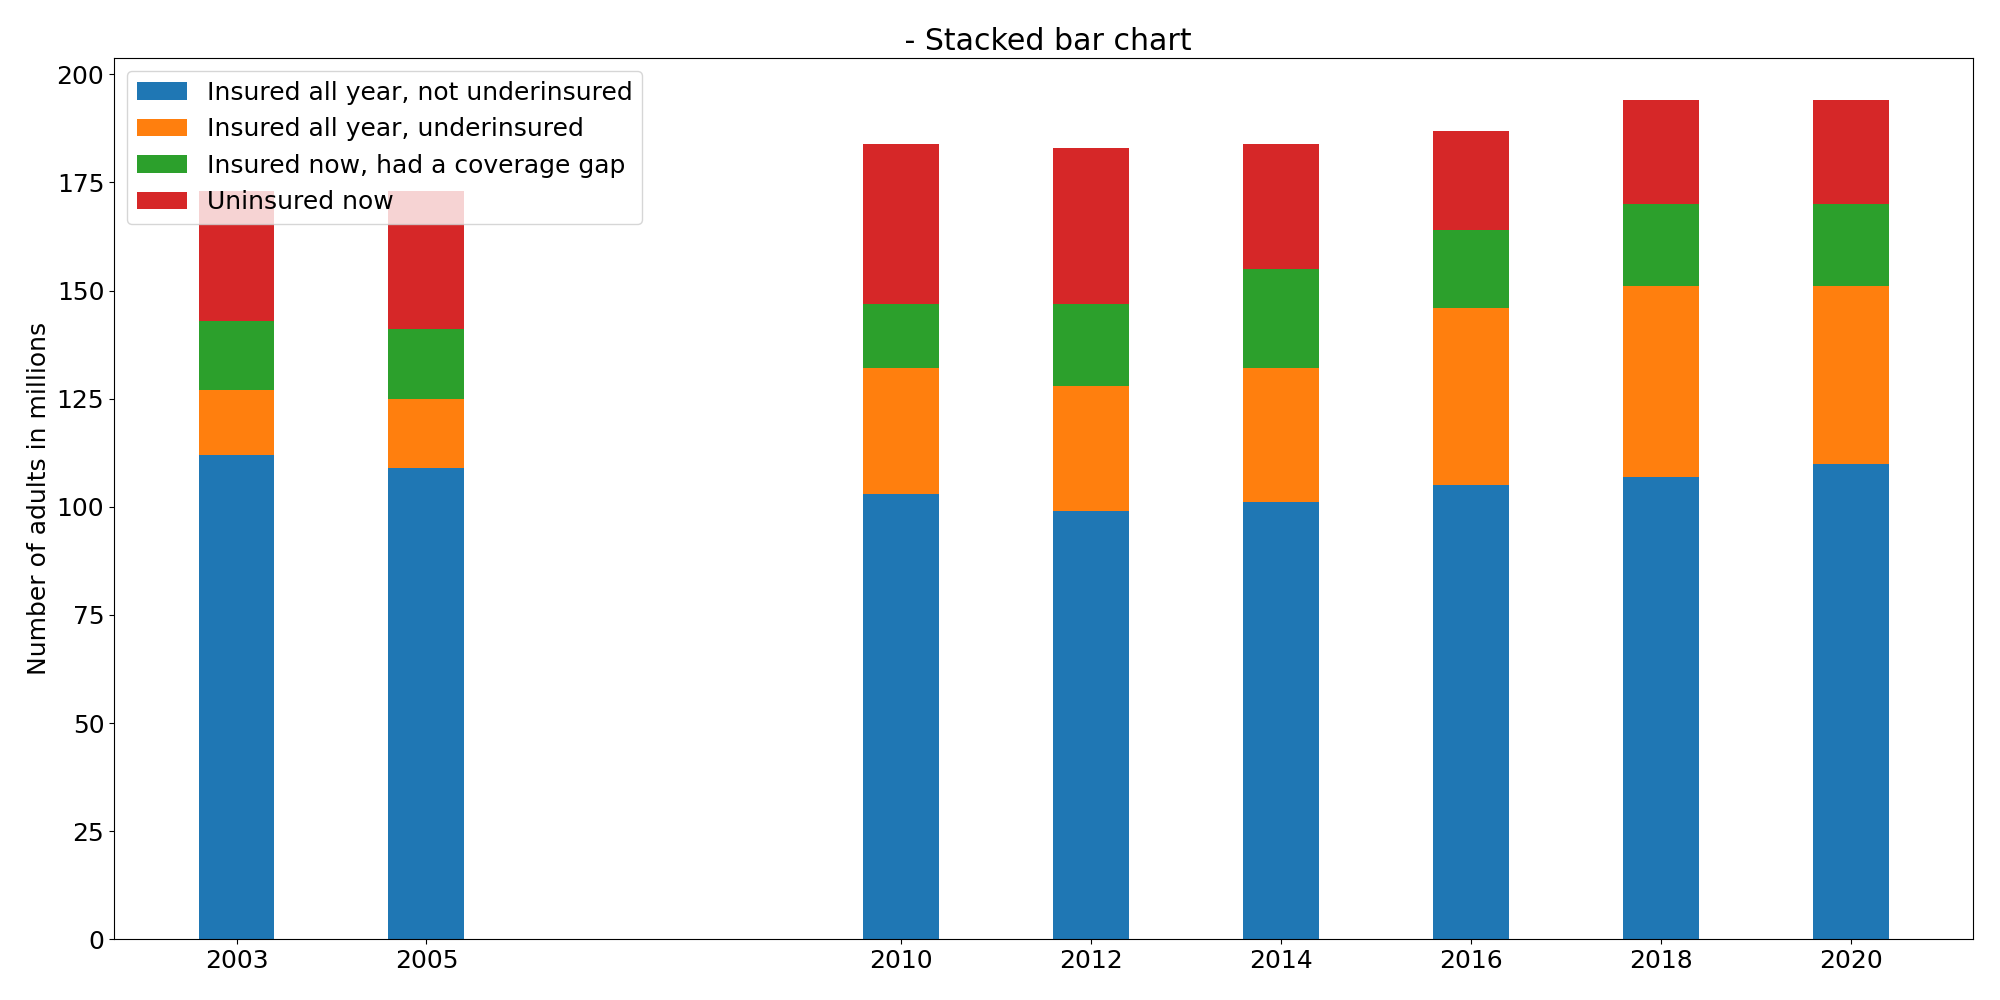 - Stacked bar chart
Insured all year, not underinsured
Insured all year, underinsured
Insured now, had a coverage gap
Uninsured now
Number of adults in millions
200
175
150
125
100
75
50
25
0
2003 2005 2010 2012 2014 2016 2018 2020